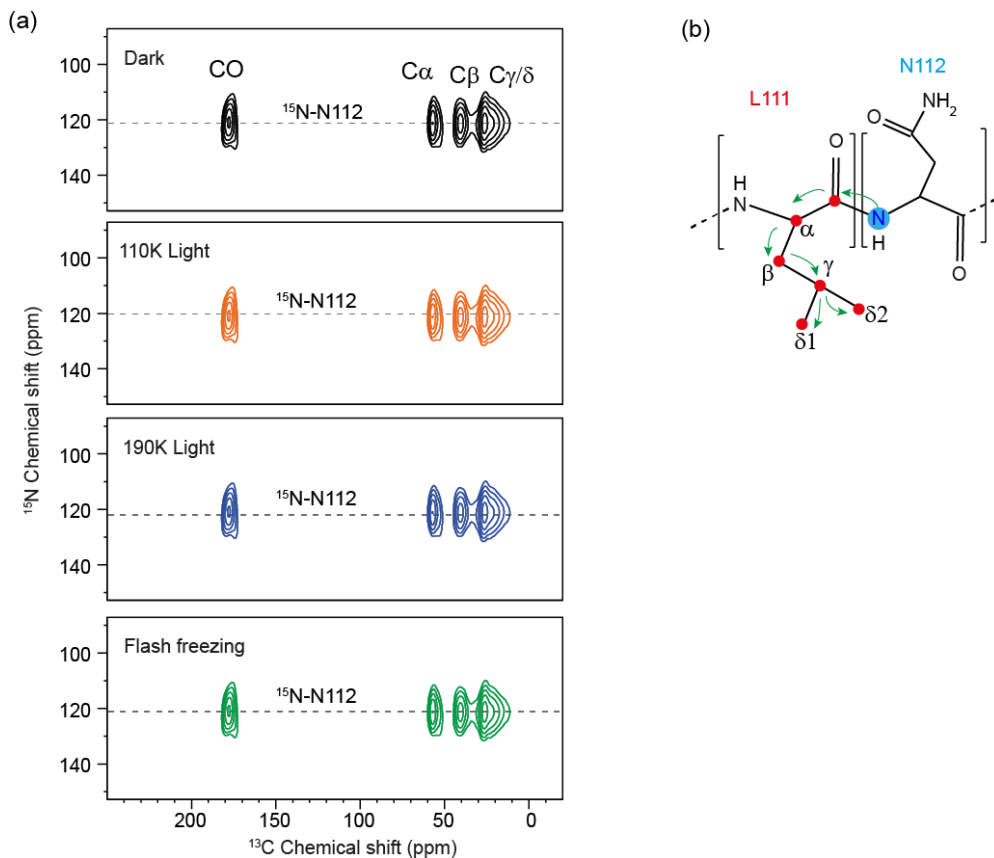 (a)
Dark
CO
Cα
Cβ
Cγ/δ
¹⁵N-N112
100
120
140
110K Light
¹⁵N-N112
100
120
140
190K Light
¹⁵N-N112
100
120
140
Flash freezing
¹⁵N-N112
100
120
140
200
150
100
50
0
¹⁵N Chemical shift (ppm)
¹³C Chemical shift (ppm)
(b)
N112
L111
O
NH₂
O
H
N
N
H
O
α
β
γ
δ1
δ2